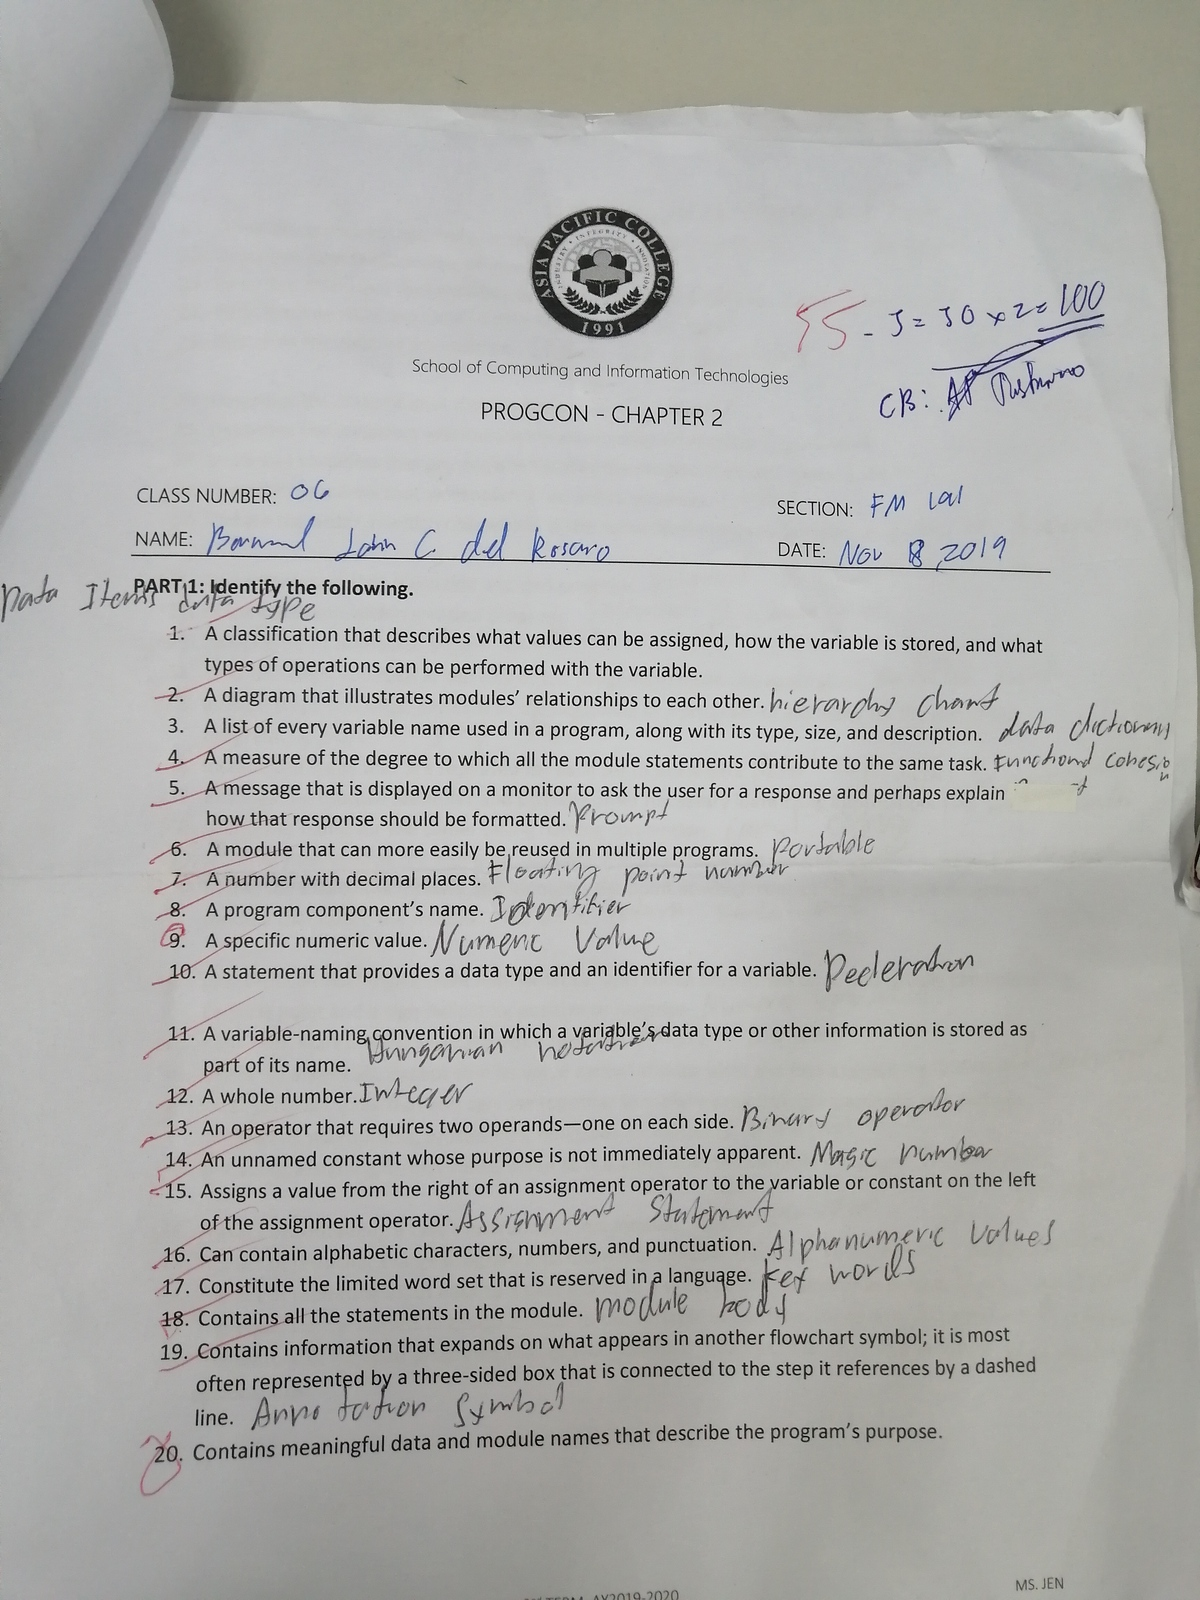 ASIA PACIFIC COLLEGE
INDUSTRY • INTEGRITY • INNOVATION
1991
55 - 5 = 50 x 2 = 100
School of Computing and Information Technologies
CB:
PROGCON - CHAPTER 2
CLASS NUMBER: 06
SECTION: FM 101
NAME: John C. del Rosaro
DATE: Nov 8, 2019
PART 1: Identify the following.
Data Items data type
1. A classification that describes what values can be assigned, how the variable is stored, and what
types of operations can be performed with the variable.
2. A diagram that illustrates modules' relationships to each other. hierarchy chart
3. A list of every variable name used in a program, along with its type, size, and description. data dictionary
4. A measure of the degree to which all the module statements contribute to the same task. Functional cohesion
5. A message that is displayed on a monitor to ask the user for a response and perhaps explain
how that response should be formatted. Prompt
6. A module that can more easily be reused in multiple programs. portable
7. A number with decimal places. Floating point number
8. A program component's name. Identifier
9. A specific numeric value. Numeric Value
10. A statement that provides a data type and an identifier for a variable. Decleration
11. A variable-naming convention in which a variable's data type or other information is stored as
part of its name. Hungarian notation
12. A whole number. Integer
13. An operator that requires two operands—one on each side. Binary operator
14. An unnamed constant whose purpose is not immediately apparent. Magic number
15. Assigns a value from the right of an assignment operator to the variable or constant on the left
of the assignment operator. Assignment Statement
16. Can contain alphabetic characters, numbers, and punctuation. Alphanumeric values
17. Constitute the limited word set that is reserved in a language. key words
18. Contains all the statements in the module. module body
19. Contains information that expands on what appears in another flowchart symbol; it is most
often represented by a three-sided box that is connected to the step it references by a dashed
line. Annotation Symbol
20. Contains meaningful data and module names that describe the program's purpose.
MS. JEN
TERM, AY2019-2020